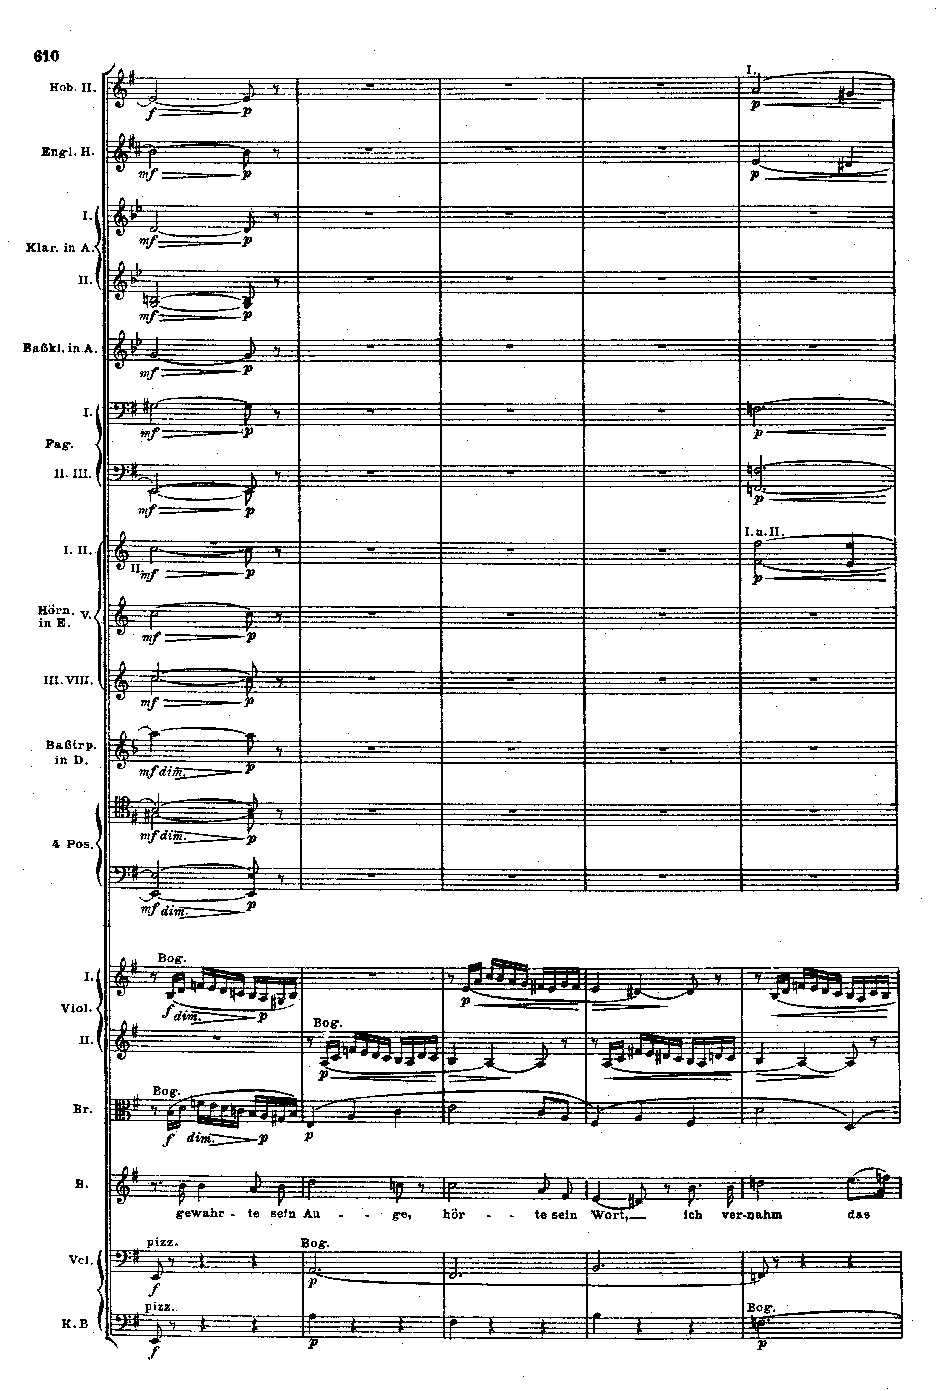 610
Hob. II.
f p
I.
p
Engl. H.
mf p
p
I.
mf p
Klar. in A.
II.
mf p
Baßkl. in A.
mf p
I.
mf p
p
Fag.
II. III.
mf p
p
I. II.
II.
mf p
I. u. II.
p
Hörn. in E.
V.
mf p
III. VIII.
mf p
Baßtrp. in D.
mf dim. p
mf dim. p
4 Pos.
mf dim. p
Bog.
I.
f dim. p
p
Viol.
Bog.
II.
p
Bog.
Br.
f dim. p
p
B.
gewahr - te sein Au - - ge, hör - - te sein Wort, ich ver-nahm das
pizz. Bog.
Vcl.
f p
pizz. Bog.
K. B
f p p